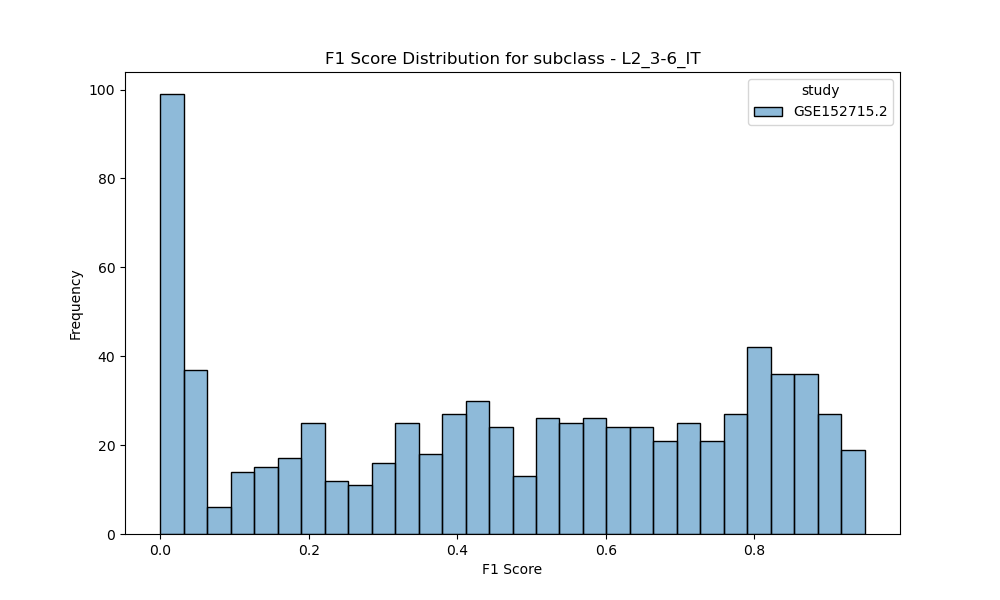 F1 Score Distribution for subclass - L2_3-6_IT
study
GSE152715.2
Frequency
100
80
60
40
20
0
0.0 0.2 0.4 0.6 0.8
F1 Score